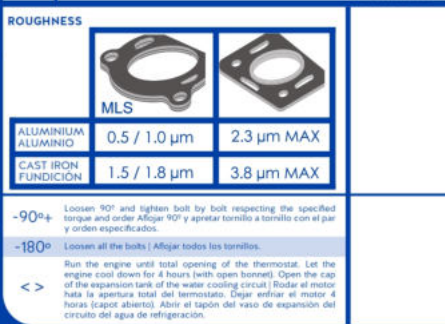 ROUGHNESS
MLS
ALUMINIUM
ALUMINIO
0.5 / 1.0 µm
2.3 µm MAX
CAST IRON
FUNDICIÓN
1.5 / 1.8 µm
3.8 µm MAX
-90º+
Loosen 90º and tighten bolt by bolt respecting the specified
torque and order Aflojar 90º y apretar tornillo a tornillo con el par
y orden especificados.
-180º
Loosen all the bolts | Aflojar todos los tornillos.
< >
Run the engine until total opening of the thermostat. Let the
engine cool down for 4 hours (with open bonnet). Open the cap
of the expansion tank of the water cooling circuit | Rodar el motor
hata la apertura total del termostato. Dejar enfriar el motor 4
horas (capot abierto). Abrir el tapón del vaso de expansión del
circuito del agua de refrigeración.